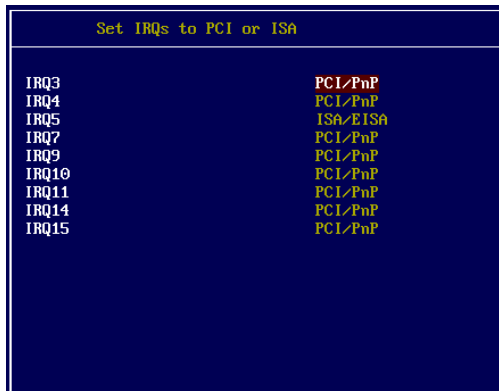 Set IRQs to PCI or ISA
IRQ3 PCI/PnP
IRQ4 PCI/PnP
IRQ5 ISA/EISA
IRQ7 PCI/PnP
IRQ9 PCI/PnP
IRQ10 PCI/PnP
IRQ11 PCI/PnP
IRQ14 PCI/PnP
IRQ15 PCI/PnP